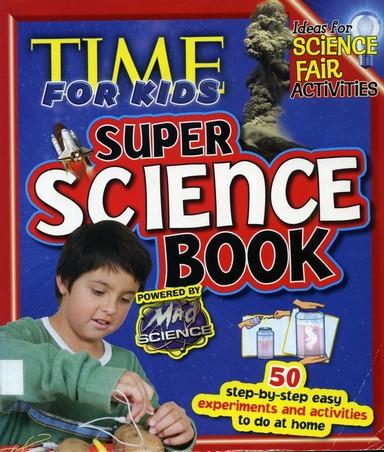 TIME
FOR KIDS
Ideas for
SCIENCE
FAIR
ACTIVITIES
SUPER
SCIENCE
BOOK
POWERED BY
Mad
SCIENCE
50
step-by-step easy
experiments and activities
to do at home